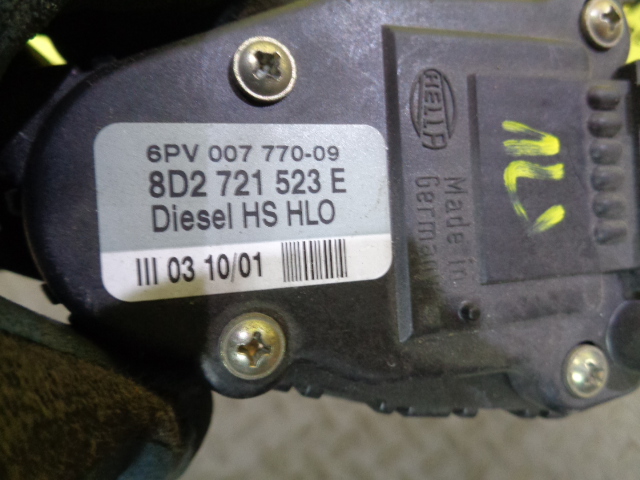 6PV 007 770-09
8D2 721 523 E
Diesel HS HLO
III 03 10/01
HELLA
Made in
Germany